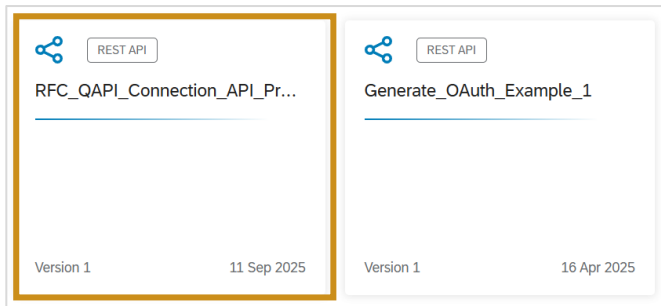 REST API
RFC_QAPI_Connection_API_Pr...
Version 1
11 Sep 2025
REST API
Generate_OAuth_Example_1
Version 1
16 Apr 2025